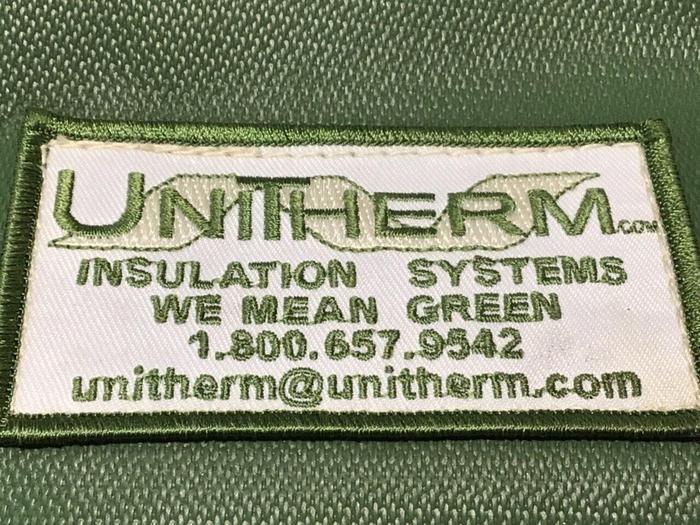 UNITHERM.COM
INSULATION SYSTEMS
WE MEAN GREEN
1.800.657.9542
unitherm@unitherm.com